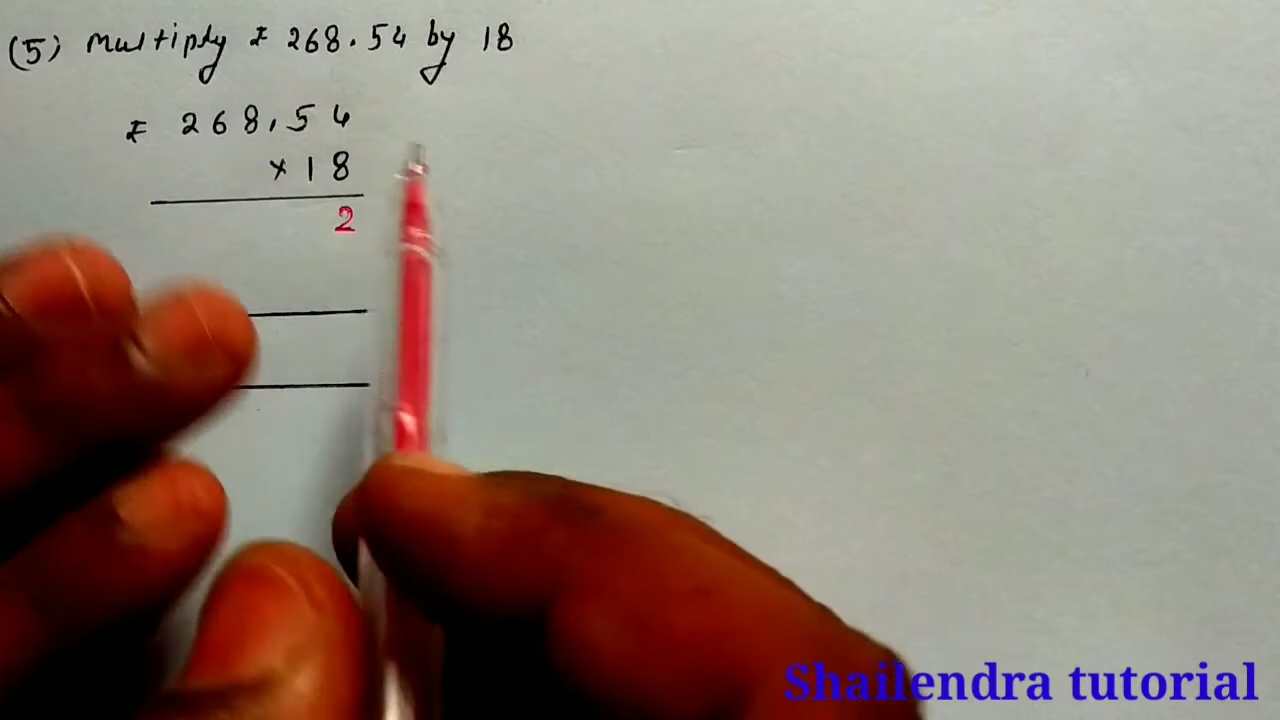 (5) multiply ₹ 268.54 by 18
₹ 268.54
×18
2
Shailendra tutorial